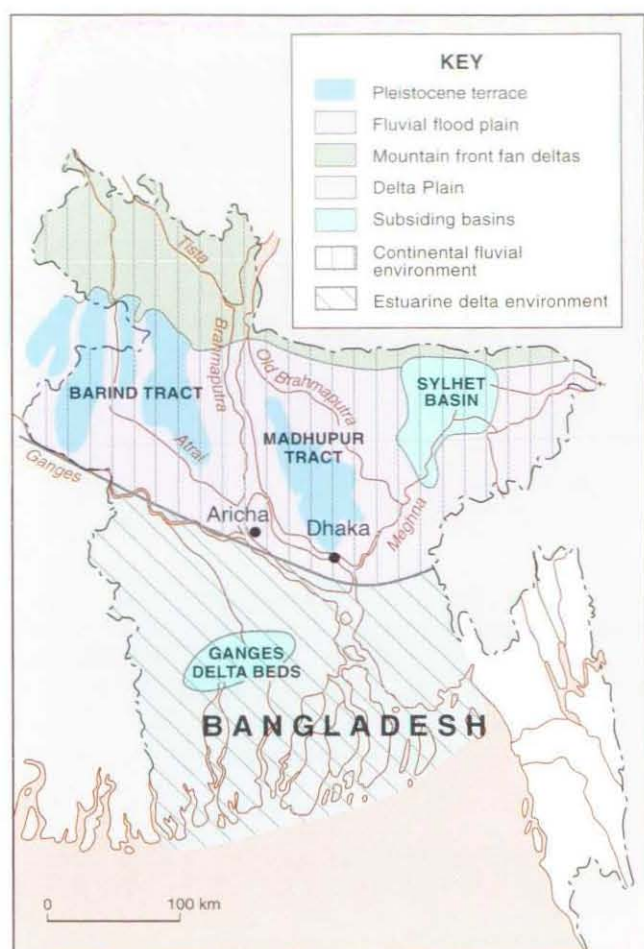 KEY
Pleistocene terrace
Fluvial flood plain
Mountain front fan deltas
Delta Plain
Subsiding basins
Continental fluvial
environment
Estuarine delta environment
Tista
Brahmaputra
Old Brahmaputra
SYLHET
BASIN
BARIND TRACT
MADHUPUR
TRACT
Atrai
Ganges
Meghna
Aricha
Dhaka
GANGES
DELTA BEDS
BANGLADESH
0
100 km